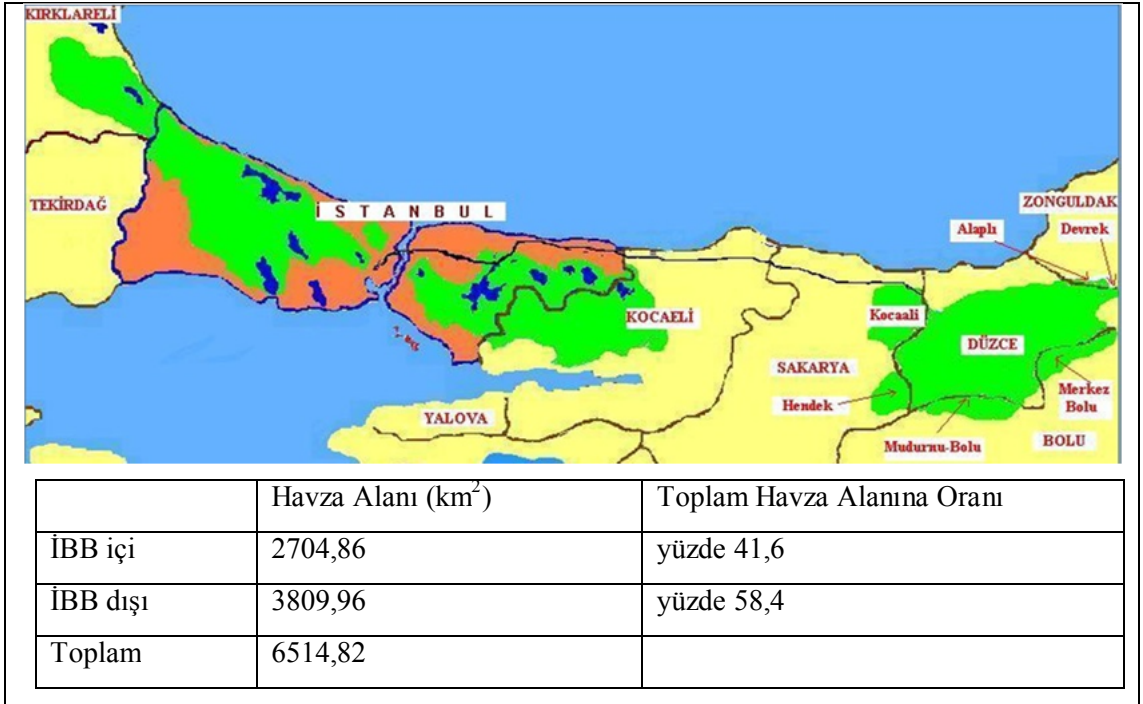 KIRKLARELİ
TEKİRDAĞ
İ S T A N B U L
ZONGULDAK
Alaplı
Devrek
KOCAELİ
Kocaali
DÜZCE
SAKARYA
Merkez
Bolu
Hendek
YALOVA
Mudurnu-Bolu
BOLU
Havza Alanı (km²)
Toplam Havza Alanına Oranı
İBB içi
2704,86
yüzde 41,6
İBB dışı
3809,96
yüzde 58,4
Toplam
6514,82